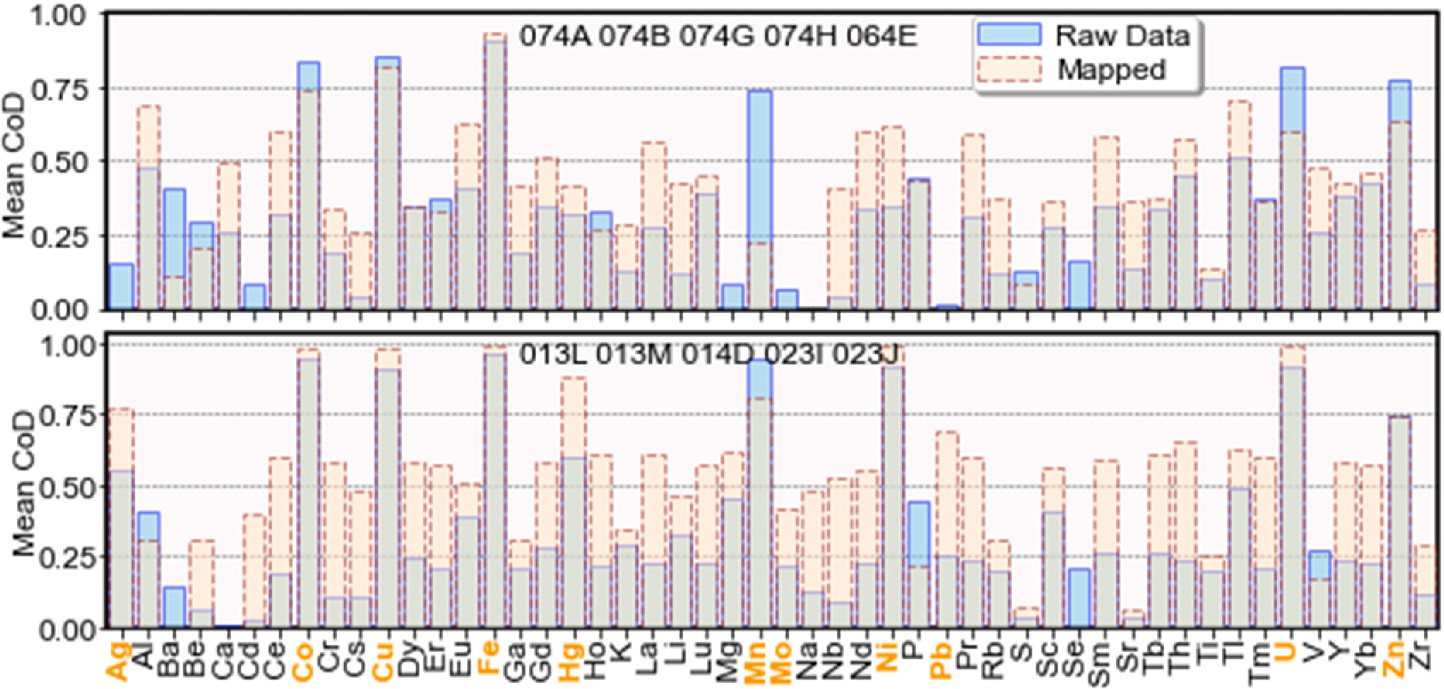 1.00
0.75
0.50
0.25
0.00
Mean CoD
074A 074B 074G 074H 064E
Raw Data
Mapped
1.00
0.75
0.50
0.25
0.00
Mean CoD
013L 013M 014D 023I 023J
Ag Al Ba Be Ca Cd Ce Co Cr Cs Cu Dy Er Eu Fe Ga Gd Hg Ho K La Li Lu Mg Mn Mo Na Nb Nd Ni P Pb Pr Rb S Sc Se Sm Sr Tb Th Ti Tl Tm U V Y Yb Zn Zr